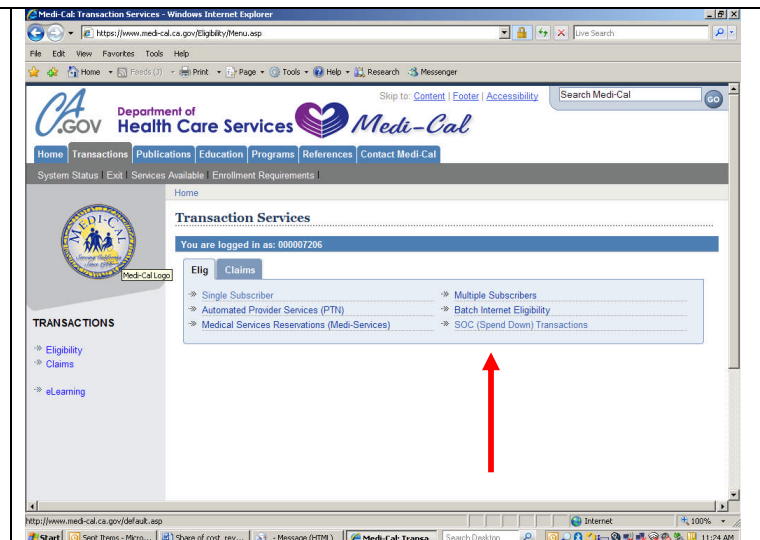 Medi-Cal: Transaction Services - Windows Internet Explorer
https://www.medi-cal.ca.gov/Eligibility/Menu.asp
Live Search
File Edit View Favorites Tools Help
Home Feeds (J) Print Page Tools Help Research Messenger
Skip to: Content | Footer | Accessibility
Search Medi-Cal
GO
CA.GOV
Department of
Health Care Services
Medi-Cal
Home Transactions Publications Education Programs References Contact Medi-Cal
System Status | Exit | Services Available | Enrollment Requirements |
Home
MEDI-CAL
Medi-Cal Logo
Transaction Services
You are logged in as: 000007206
Elig Claims
Single Subscriber
Multiple Subscribers
Automated Provider Services (PTN)
Batch Internet Eligibility
Medical Services Reservations (Medi-Services)
SOC (Spend Down) Transactions
TRANSACTIONS
Eligibility
Claims
eLearning
http://www.medi-cal.ca.gov/default.asp
Internet
100%
Start
Sent Items - Micro...
Share of cost_rev...
- Message (HTML)
Medi-Cal: Transa...
Search Desktop
11:24 AM